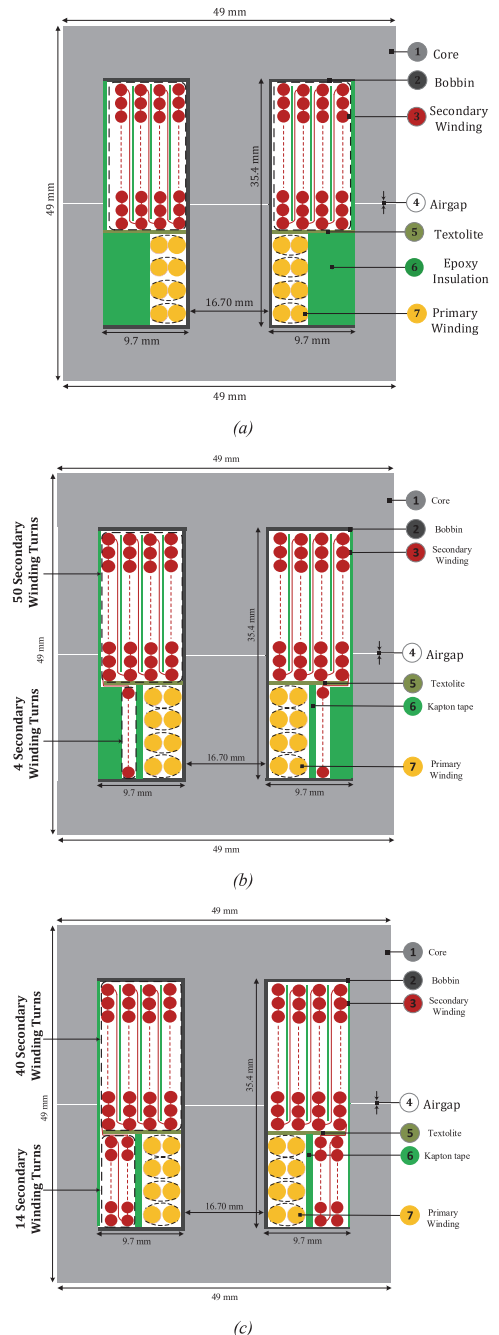 49 mm
1 Core
2 Bobbin
3 Secondary
Winding
35.4 mm
49 mm
4 Airgap
5 Textolite
6 Epoxy
Insulation
16.70 mm
7 Primary
Winding
9.7 mm
9.7 mm
49 mm
(a)
49 mm
1 Core
2 Bobbin
3 Secondary
Winding
50 Secondary
Winding Turns
35.4 mm
49 mm
4 Airgap
5 Textolite
6 Kapton tape
4 Secondary
Winding Turns
16.70 mm
7 Primary
Winding
9.7 mm
9.7 mm
49 mm
(b)
49 mm
1 Core
2 Bobbin
3 Secondary
Winding
40 Secondary
Winding Turns
35.4 mm
49 mm
4 Airgap
5 Textolite
6 Kapton tape
14 Secondary
Winding Turns
16.70 mm
7 Primary
Winding
9.7 mm
9.7 mm
49 mm
(c)